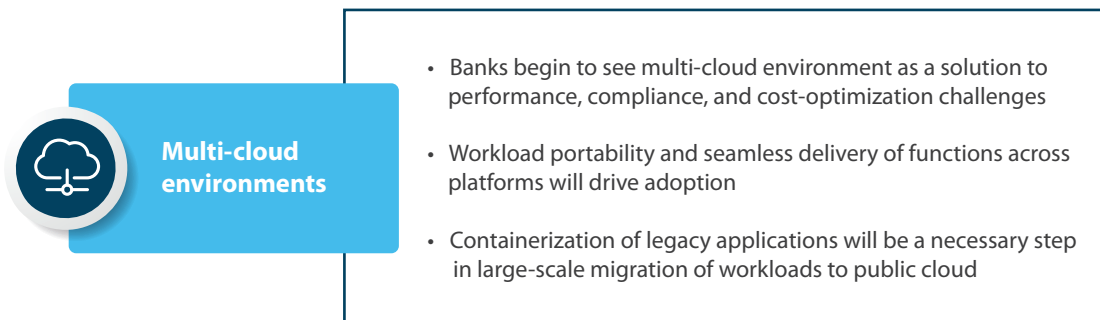 Multi-cloud
environments
• Banks begin to see multi-cloud environment as a solution to
performance, compliance, and cost-optimization challenges
• Workload portability and seamless delivery of functions across
platforms will drive adoption
• Containerization of legacy applications will be a necessary step
in large-scale migration of workloads to public cloud